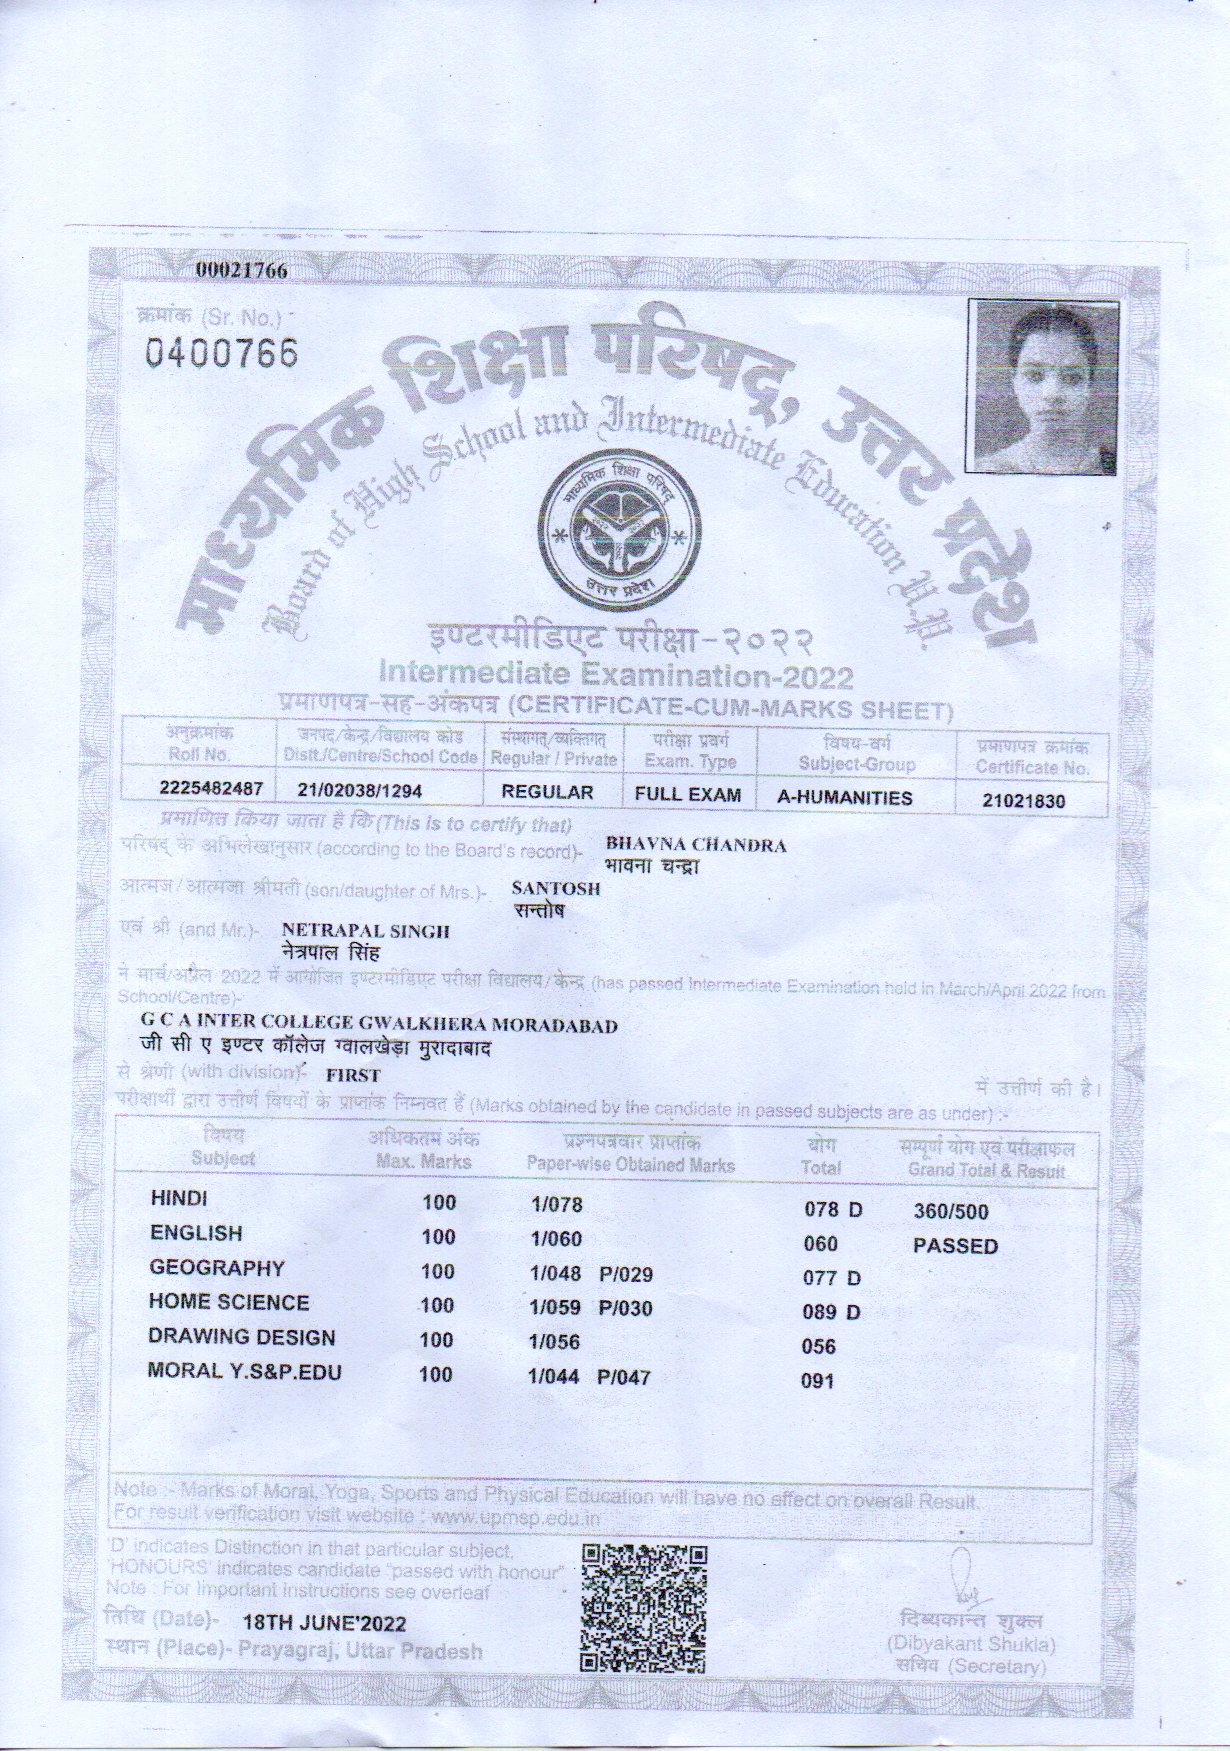 00021766
क्रमांक (Sr. No.)
0400766
माध्यमिक शिक्षा परिषद्, उत्तर प्रदेश
Board of High School and Intermediate Education U.P.
माध्यमिक शिक्षा परिषद्
उत्तर प्रदेश
इण्टरमीडिएट परीक्षा-२०२२
Intermediate Examination-2022
प्रमाणपत्र-सह-अंकपत्र (CERTIFICATE-CUM-MARKS SHEET)
अनुक्रमांक जनपद/केन्द्र/विद्यालय कोड संस्थागत/व्यक्तिगत परीक्षा प्रवर्ग विषय-वर्ग प्रमाणपत्र क्रमांक
Roll No. Distt./Centre/School Code Regular / Private Exam. Type Subject-Group Certificate No.
2225482487 21/02038/1294 REGULAR FULL EXAM A-HUMANITIES 21021830
प्रमाणित किया जाता है कि (This is to certify that)
परिषद् के अभिलेखानुसार (according to the Board's record)- BHAVNA CHANDRA
भावना चन्द्रा
आत्मज/आत्मजा श्रीमती (son/daughter of Mrs.)- SANTOSH
सन्तोष
एवं श्री (and Mr.)- NETRAPAL SINGH
नेत्रपाल सिंह
ने मार्च/अप्रैल 2022 में आयोजित इण्टरमीडिएट परीक्षा विद्यालय/केन्द्र (has passed Intermediate Examination held in March/April 2022 from
School/Centre)-
G C A INTER COLLEGE GWALKHERA MORADABAD
जी सी ए इण्टर कॉलेज ग्वालखेड़ा मुरादाबाद
से श्रेणी (with division)- FIRST में उत्तीर्ण की है।
परीक्षार्थी द्वारा उत्तीर्ण विषयों के प्राप्तांक निम्नवत हैं (Marks obtained by the candidate in passed subjects are as under) :-
विषय अधिकतम अंक प्रश्नपत्रवार प्राप्तांक योग सम्पूर्ण योग एवं परीक्षाफल
Subject Max. Marks Paper-wise Obtained Marks Total Grand Total & Result
HINDI 100 1/078 078 D 360/500
ENGLISH 100 1/060 060 PASSED
GEOGRAPHY 100 1/048 P/029 077 D
HOME SCIENCE 100 1/059 P/030 089 D
DRAWING DESIGN 100 1/056 056
MORAL Y.S&P.EDU 100 1/044 P/047 091
Note :- Marks of Moral, Yoga, Sports and Physical Education will have no effect on overall Result.
For result verification visit website : www.upmsp.edu.in
'D' indicates Distinction in that particular subject.
'HONOURS' indicates candidate "passed with honour"
Note : For Important instructions see overleaf
तिथि (Date)- 18TH JUNE'2022
स्थान (Place)- Prayagraj, Uttar Pradesh
दिब्यकान्त शुक्ल
(Dibyakant Shukla)
सचिव (Secretary)